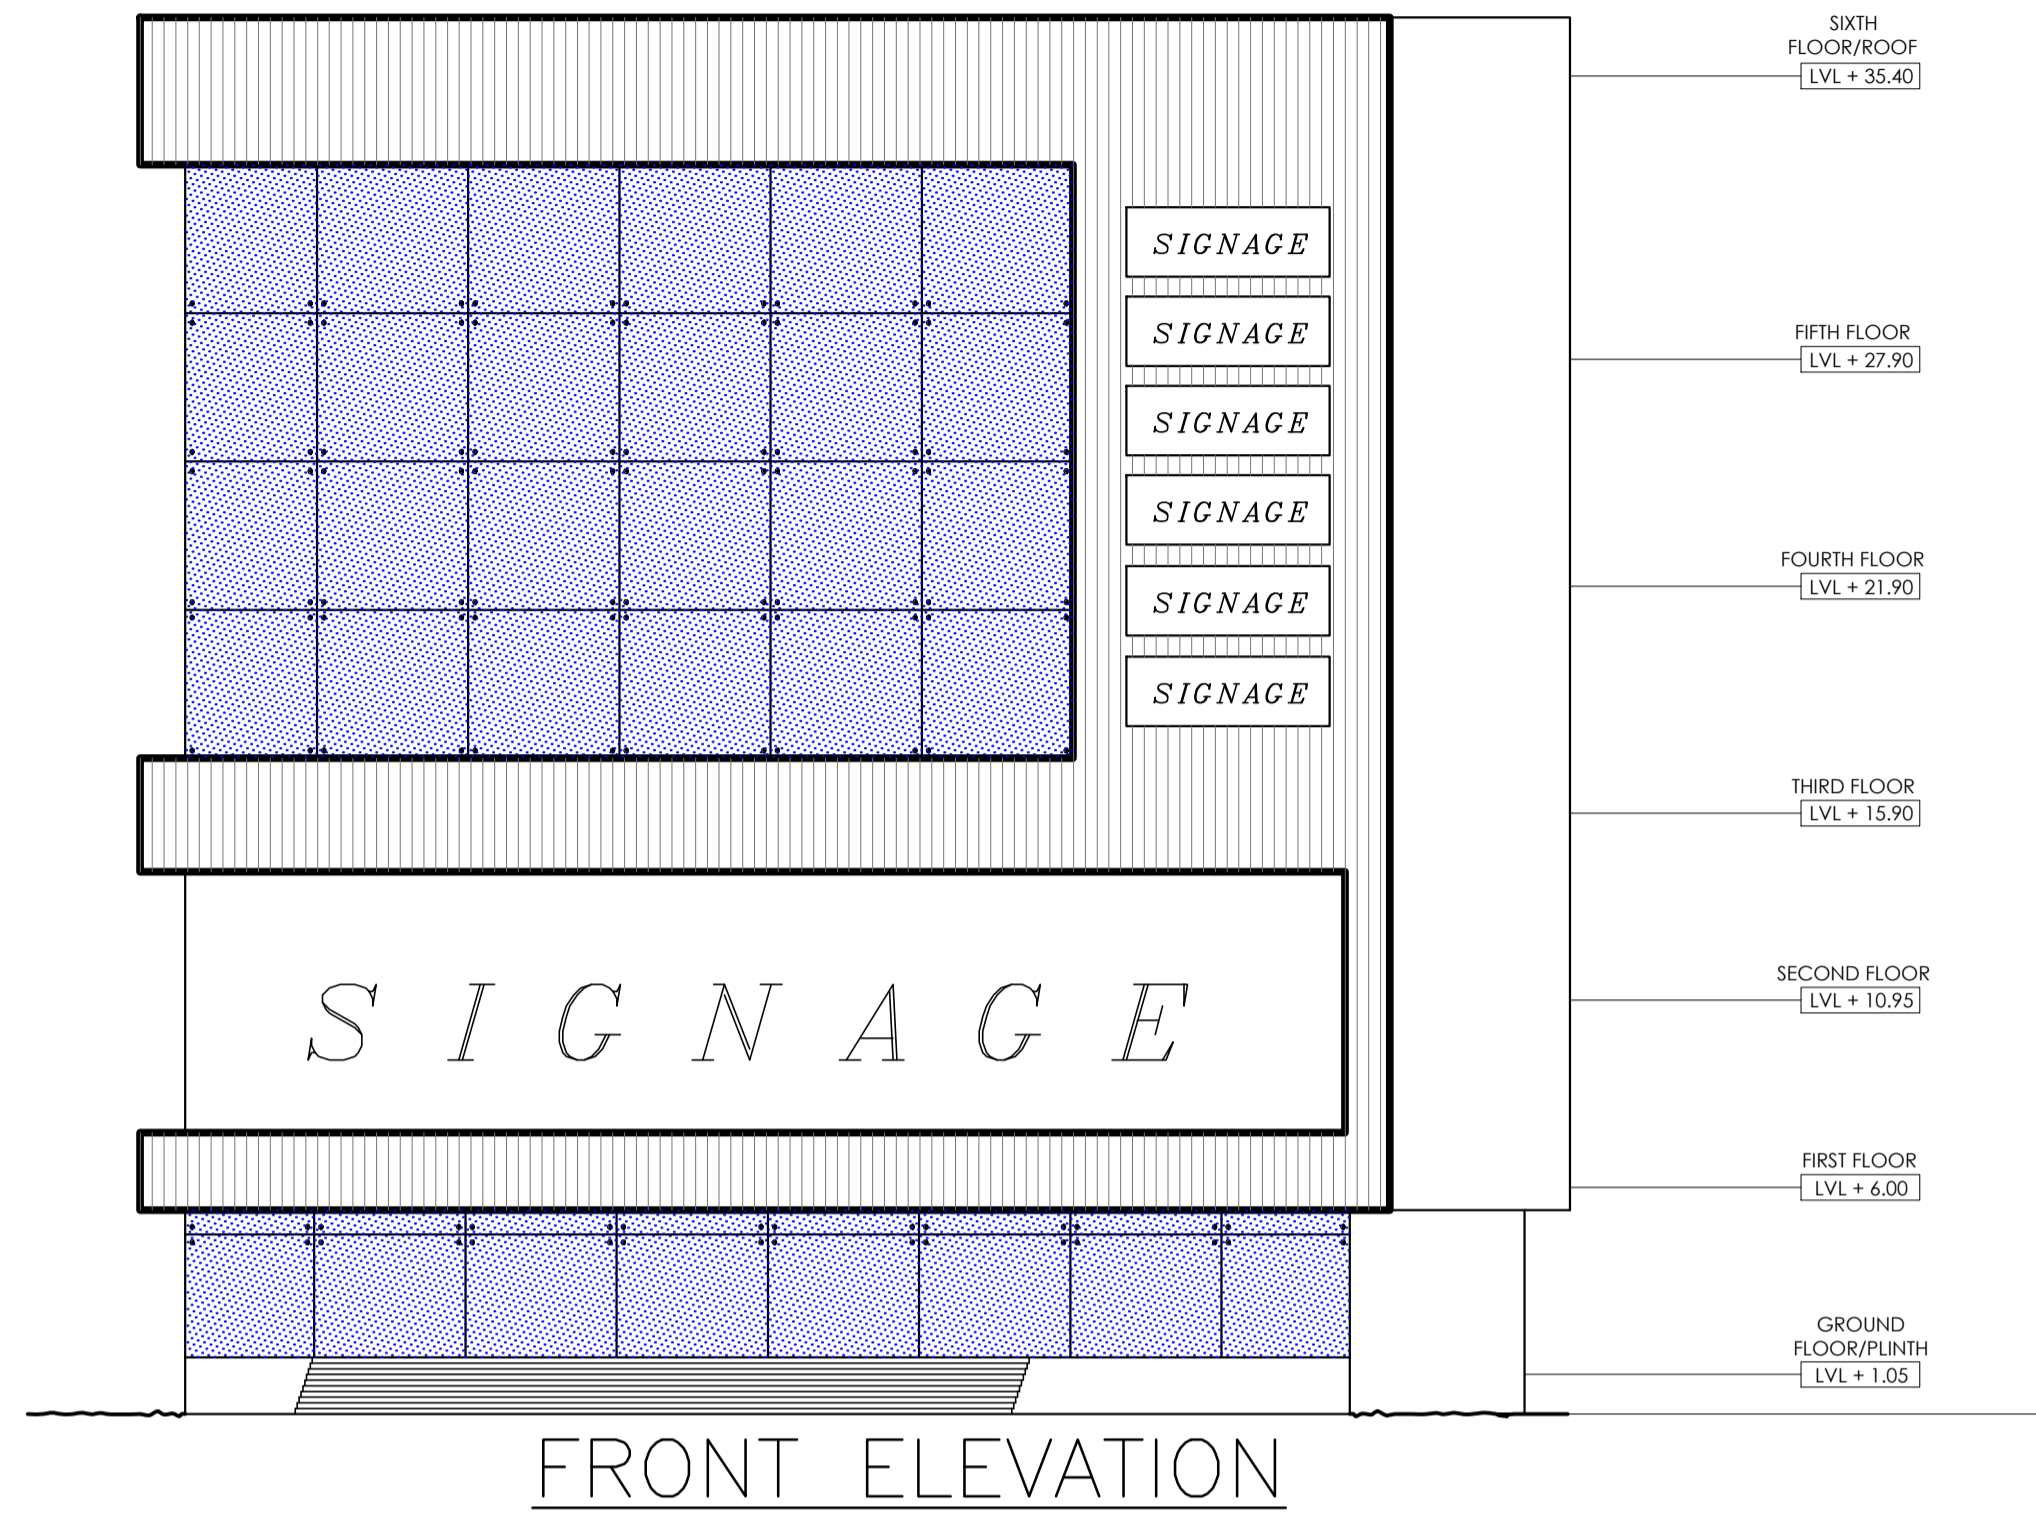 SIXTH
FLOOR/ROOF
LVL + 35.40
SIGNAGE
SIGNAGE
FIFTH FLOOR
LVL + 27.90
SIGNAGE
SIGNAGE
FOURTH FLOOR
LVL + 21.90
SIGNAGE
SIGNAGE
THIRD FLOOR
LVL + 15.90
SECOND FLOOR
LVL + 10.95
SIGNAGE
FIRST FLOOR
LVL + 6.00
GROUND
FLOOR/PLINTH
LVL + 1.05
FRONT ELEVATION